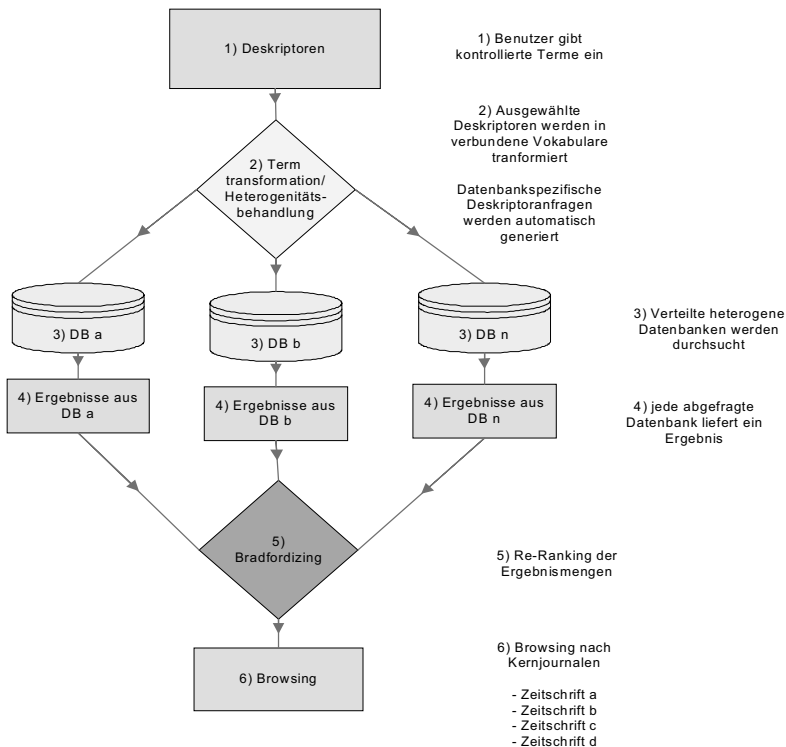 1) Deskriptoren
1) Benutzer gibt
kontrollierte Terme ein
2) Term
transformation/
Heterogenitäts-
behandlung
2) Ausgewählte
Deskriptoren werden in
verbundene Vokabulare
tranformiert
Datenbankspezifische
Deskriptoranfragen
werden automatisch
generiert
3) DB a
3) DB b
3) DB n
3) Verteilte heterogene
Datenbanken werden
durchsucht
4) Ergebnisse aus
DB a
4) Ergebnisse aus
DB b
4) Ergebnisse aus
DB n
4) jede abgefragte
Datenbank liefert ein
Ergebnis
5)
Bradfordizing
5) Re-Ranking der
Ergebnismengen
6) Browsing
6) Browsing nach
Kernjournalen
- Zeitschrift a
- Zeitschrift b
- Zeitschrift c
- Zeitschrift d